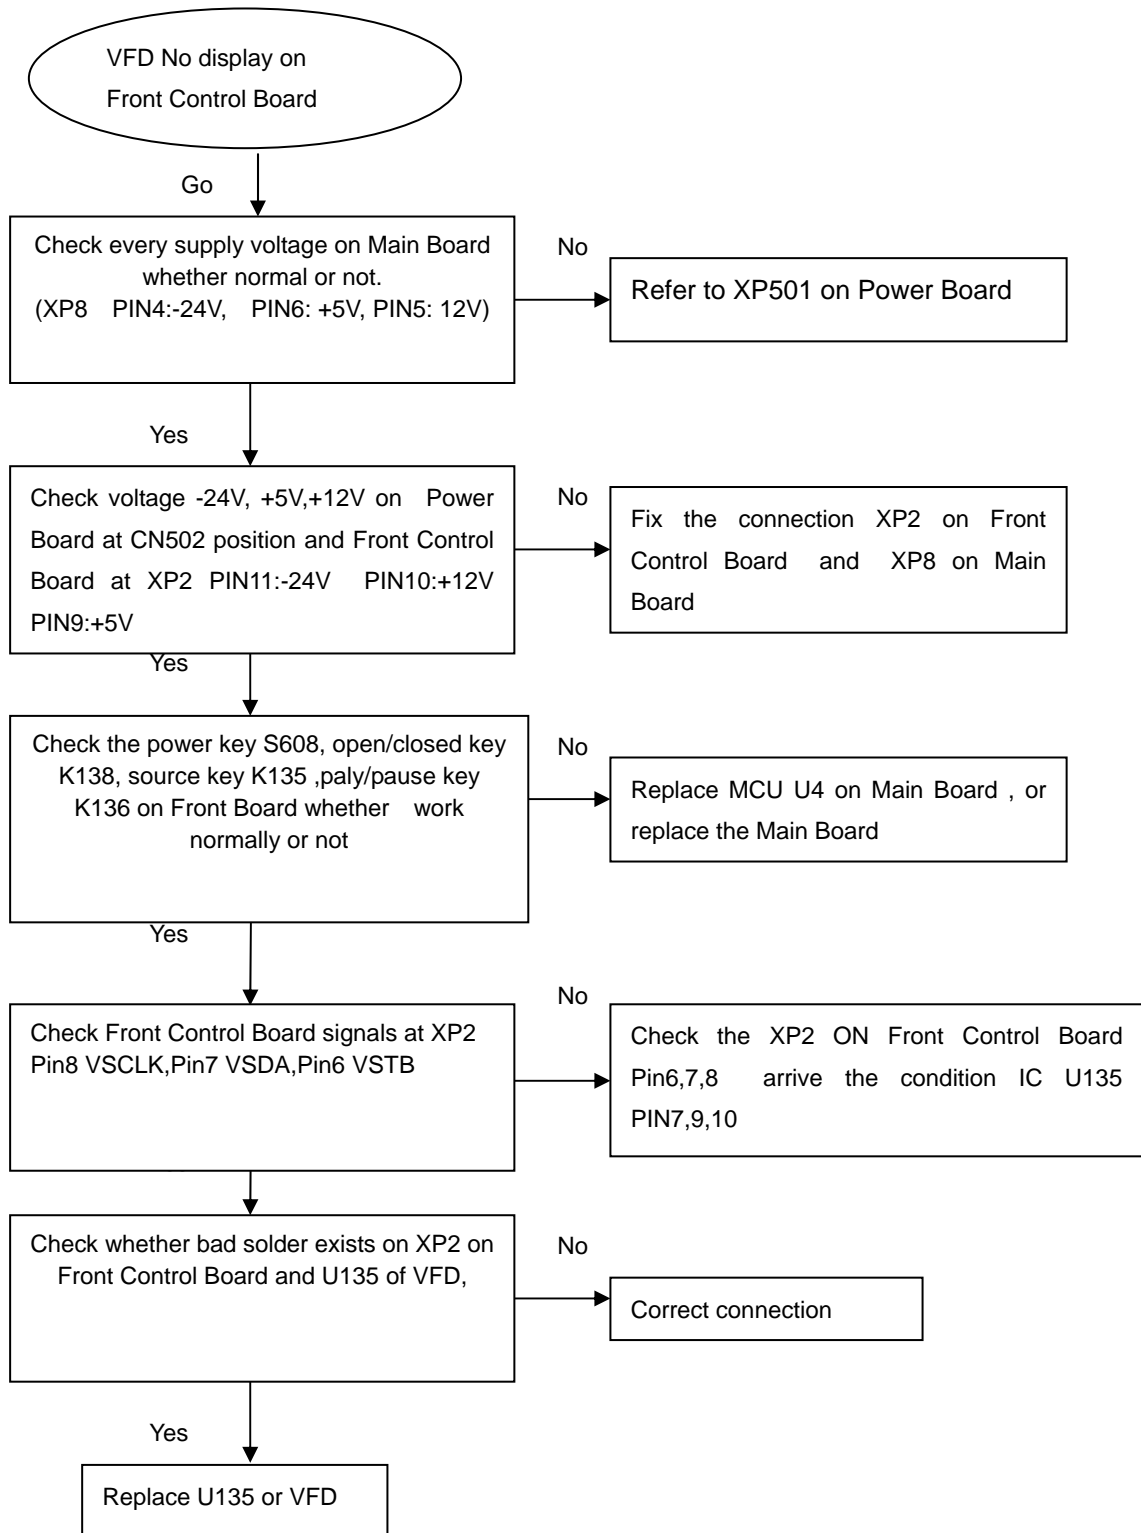 VFD No display on
Front Control Board
Go
Check every supply voltage on Main Board
whether normal or not.
(XP8 PIN4:-24V, PIN6: +5V, PIN5: 12V)
No
Refer to XP501 on Power Board
Yes
Check voltage -24V, +5V,+12V on Power
Board at CN502 position and Front Control
Board at XP2 PIN11:-24V PIN10:+12V
PIN9:+5V
No
Fix the connection XP2 on Front
Control Board and XP8 on Main
Board
Yes
Check the power key S608, open/closed key
K138, source key K135 ,paly/pause key
K136 on Front Board whether work
normally or not
No
Replace MCU U4 on Main Board , or
replace the Main Board
Yes
Check Front Control Board signals at XP2
Pin8 VSCLK,Pin7 VSDA,Pin6 VSTB
No
Check the XP2 ON Front Control Board
Pin6,7,8 arrive the condition IC U135
PIN7,9,10
Check whether bad solder exists on XP2 on
Front Control Board and U135 of VFD,
No
Correct connection
Yes
Replace U135 or VFD